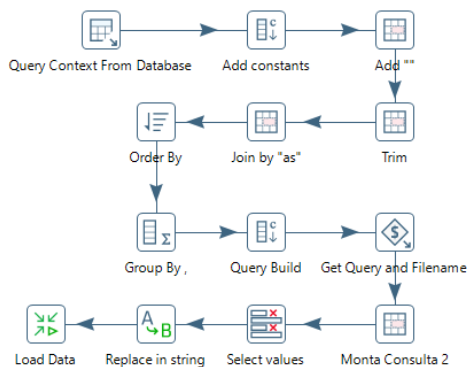 Query Context From Database
Add constants
Add ""
Order By
Join by "as"
Trim
Group By ,
Query Build
Get Query and Filename
Load Data
Replace in string
Select values
Monta Consulta 2